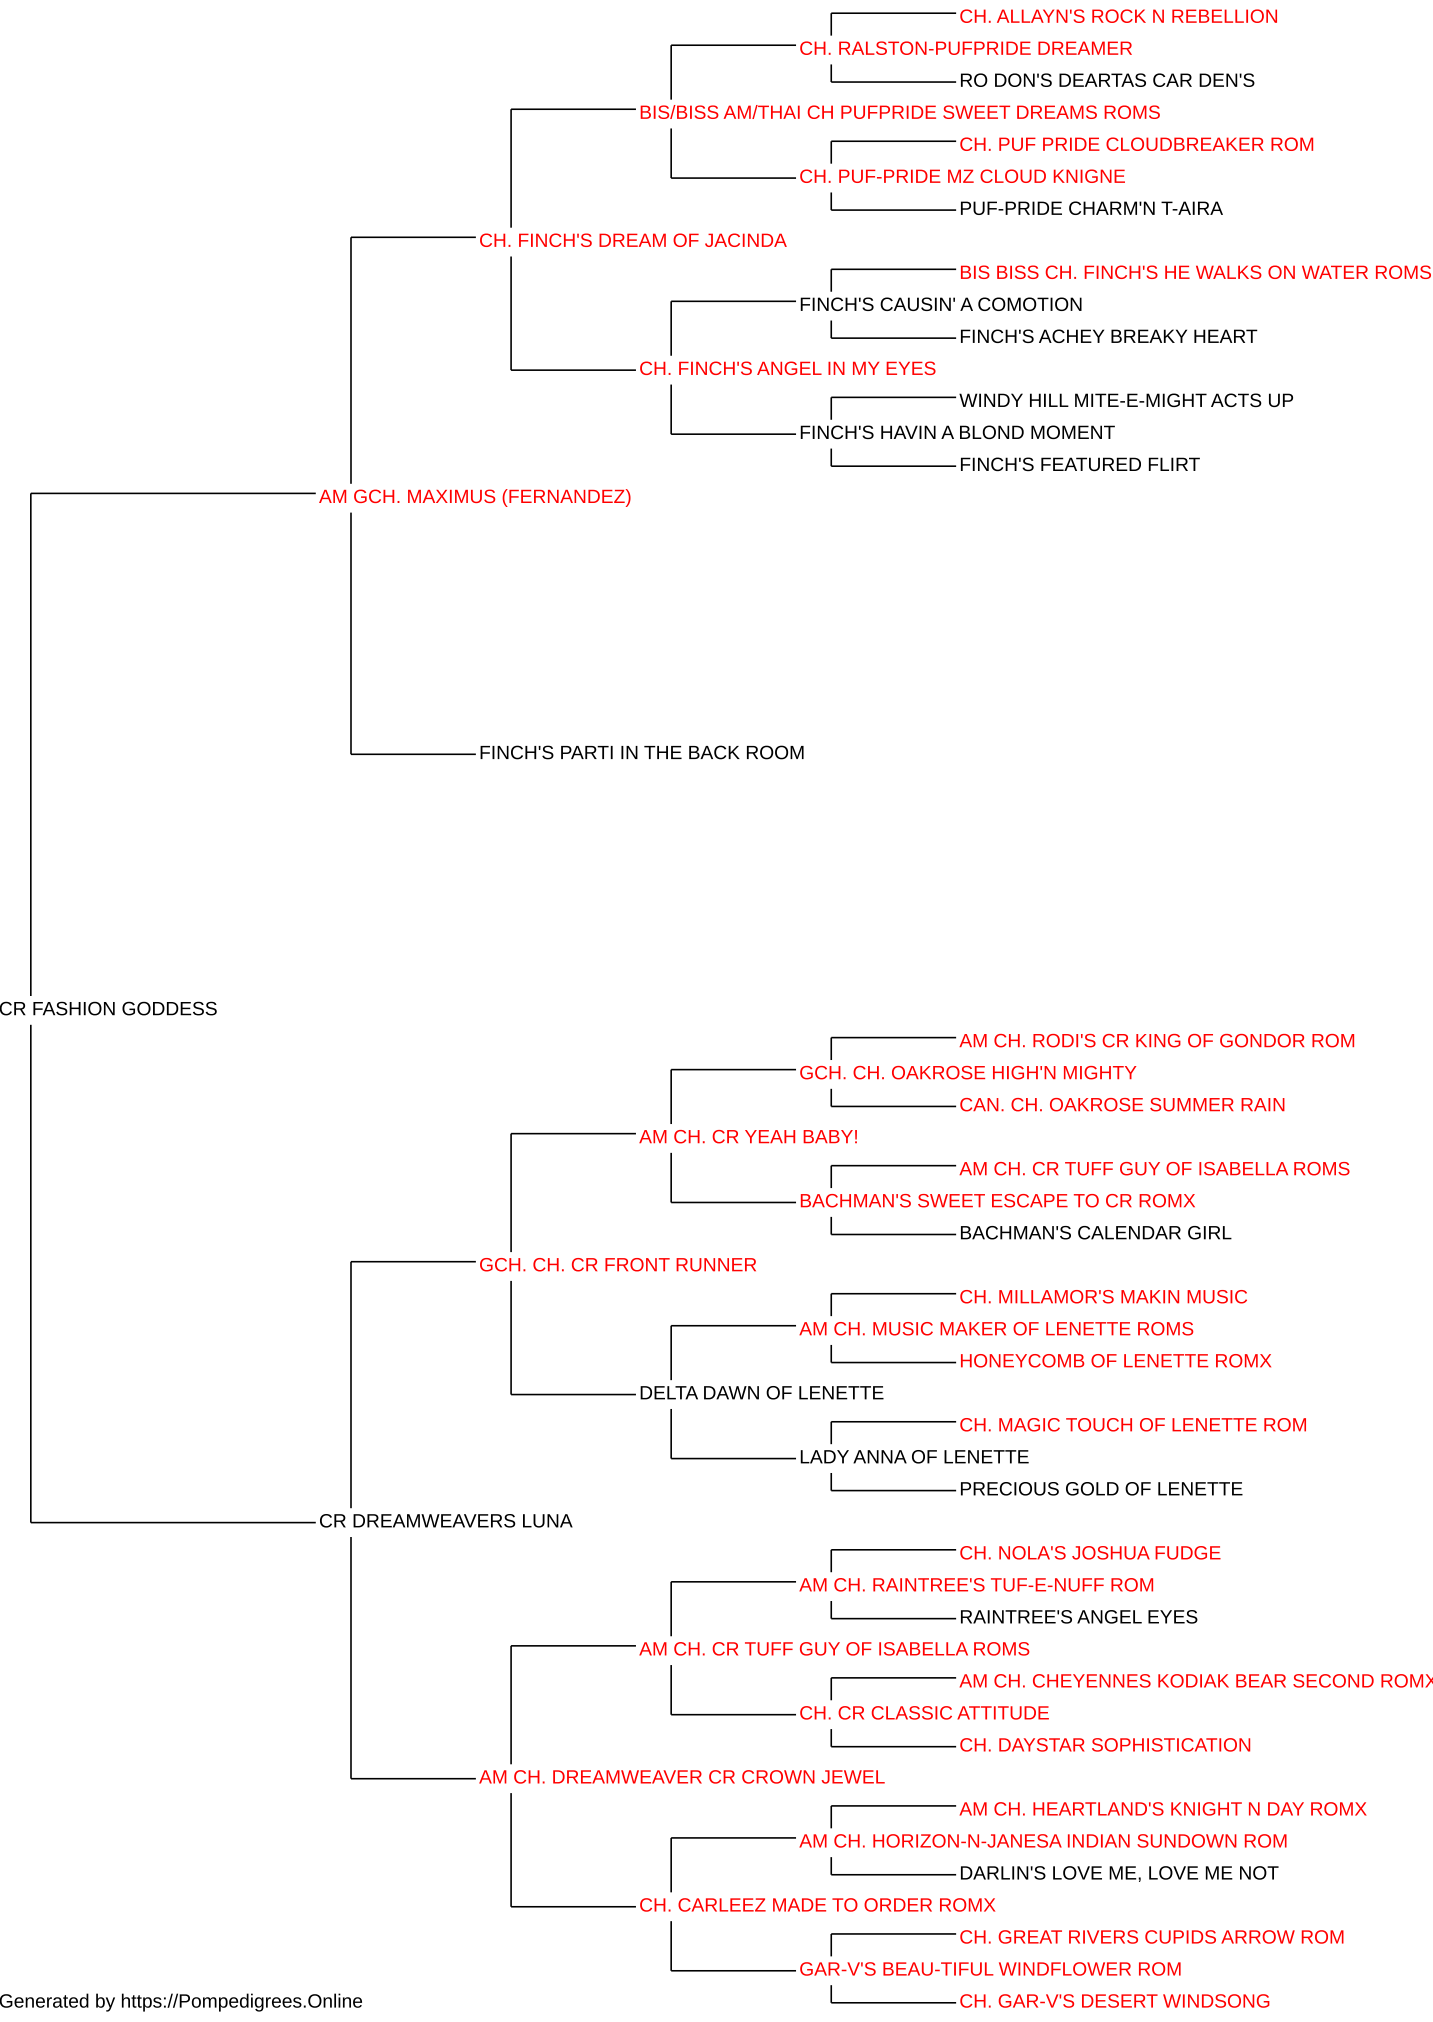 CH. ALLAYN'S ROCK N REBELLION
CH. RALSTON-PUFPRIDE DREAMER
RO DON'S DEARTAS CAR DEN'S
BIS/BISS AM/THAI CH PUFPRIDE SWEET DREAMS ROMS
CH. PUF PRIDE CLOUDBREAKER ROM
CH. PUF-PRIDE MZ CLOUD KNIGNE
PUF-PRIDE CHARM'N T-AIRA
CH. FINCH'S DREAM OF JACINDA
BIS BISS CH. FINCH'S HE WALKS ON WATER ROMS
FINCH'S CAUSIN' A COMOTION
FINCH'S ACHEY BREAKY HEART
CH. FINCH'S ANGEL IN MY EYES
WINDY HILL MITE-E-MIGHT ACTS UP
FINCH'S HAVIN A BLOND MOMENT
FINCH'S FEATURED FLIRT
AM GCH. MAXIMUS (FERNANDEZ)
FINCH'S PARTI IN THE BACK ROOM
CR FASHION GODDESS
AM CH. RODI'S CR KING OF GONDOR ROM
GCH. CH. OAKROSE HIGH'N MIGHTY
CAN. CH. OAKROSE SUMMER RAIN
AM CH. CR YEAH BABY!
AM CH. CR TUFF GUY OF ISABELLA ROMS
BACHMAN'S SWEET ESCAPE TO CR ROMX
BACHMAN'S CALENDAR GIRL
GCH. CH. CR FRONT RUNNER
CH. MILLAMOR'S MAKIN MUSIC
AM CH. MUSIC MAKER OF LENETTE ROMS
HONEYCOMB OF LENETTE ROMX
DELTA DAWN OF LENETTE
CH. MAGIC TOUCH OF LENETTE ROM
LADY ANNA OF LENETTE
PRECIOUS GOLD OF LENETTE
CR DREAMWEAVERS LUNA
CH. NOLA'S JOSHUA FUDGE
AM CH. RAINTREE'S TUF-E-NUFF ROM
RAINTREE'S ANGEL EYES
AM CH. CR TUFF GUY OF ISABELLA ROMS
AM CH. CHEYENNES KODIAK BEAR SECOND ROMX
CH. CR CLASSIC ATTITUDE
CH. DAYSTAR SOPHISTICATION
AM CH. DREAMWEAVER CR CROWN JEWEL
AM CH. HEARTLAND'S KNIGHT N DAY ROMX
AM CH. HORIZON-N-JANESA INDIAN SUNDOWN ROM
DARLIN'S LOVE ME, LOVE ME NOT
CH. CARLEEZ MADE TO ORDER ROMX
CH. GREAT RIVERS CUPIDS ARROW ROM
GAR-V'S BEAU-TIFUL WINDFLOWER ROM
CH. GAR-V'S DESERT WINDSONG
Generated by https://Pompedigrees.Online